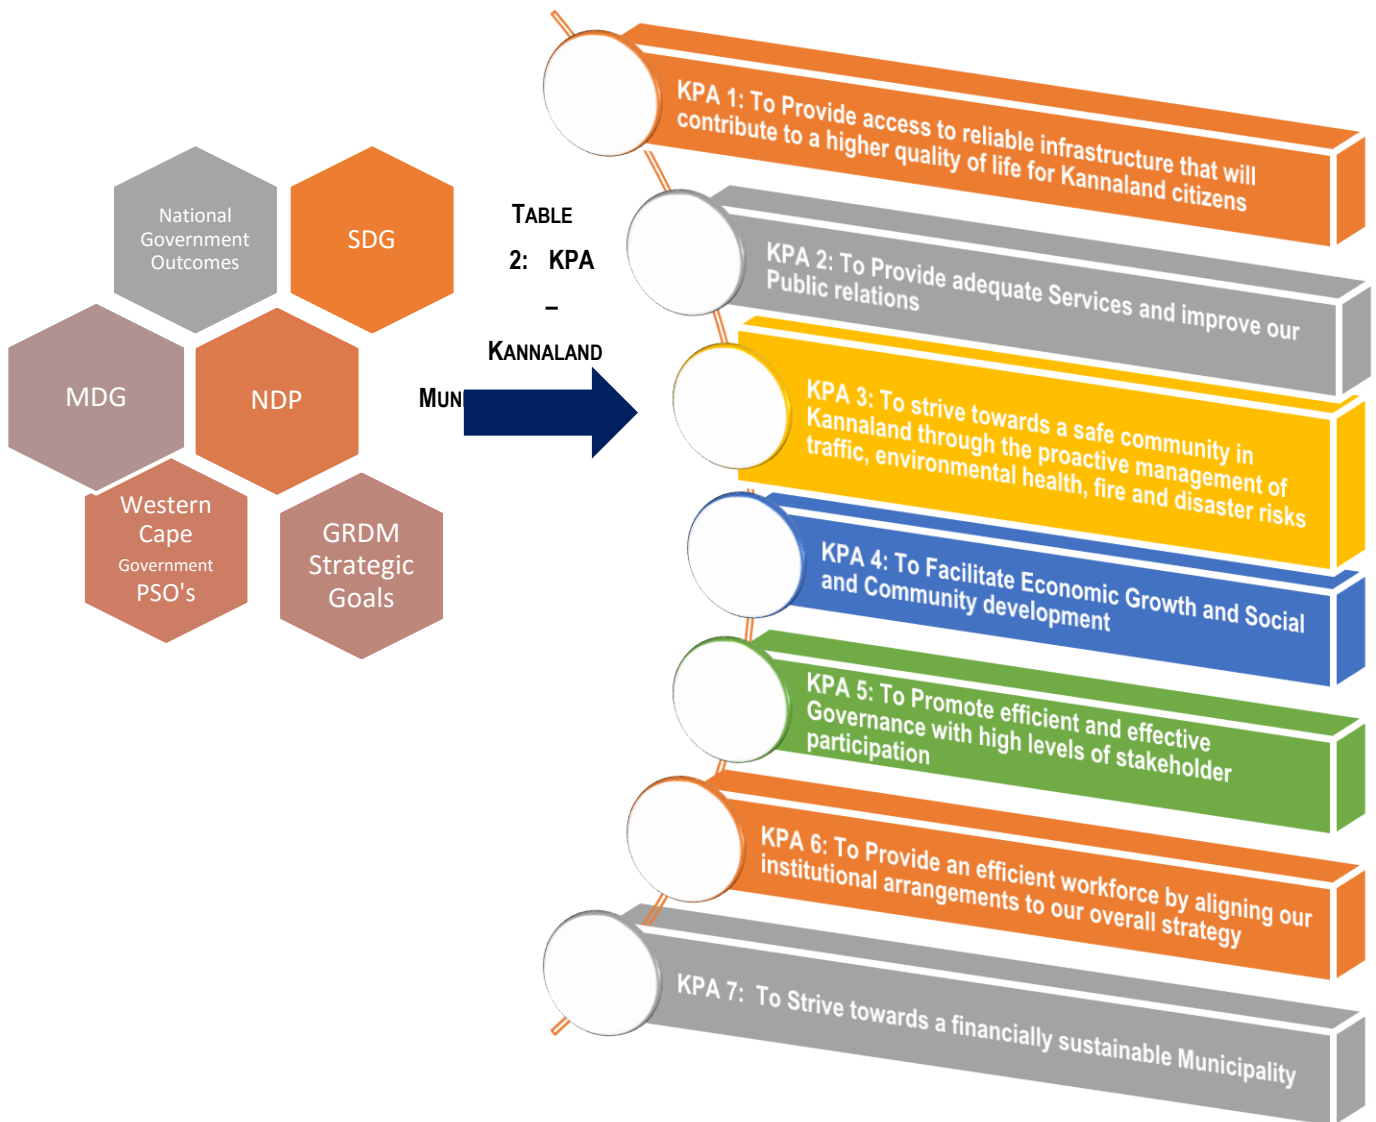 National
Government
Outcomes
SDG
MDG
NDP
Western
Cape
Government
PSO's
GRDM
Strategic
Goals
TABLE
2: KPA
–
KANNALAND
KPA 1: To Provide access to reliable infrastructure that will
contribute to a higher quality of life for Kannaland citizens
KPA 2: To Provide adequate Services and improve our
Public relations
KPA 3: To strive towards a safe community in
Kannaland through the proactive management of
traffic, environmental health, fire and disaster risks
KPA 4: To Facilitate Economic Growth and Social
and Community development
KPA 5: To Promote efficient and effective
Governance with high levels of stakeholder
participation
KPA 6: To Provide an efficient workforce by aligning our
institutional arrangements to our overall strategy
KPA 7: To Strive towards a financially sustainable Municipality